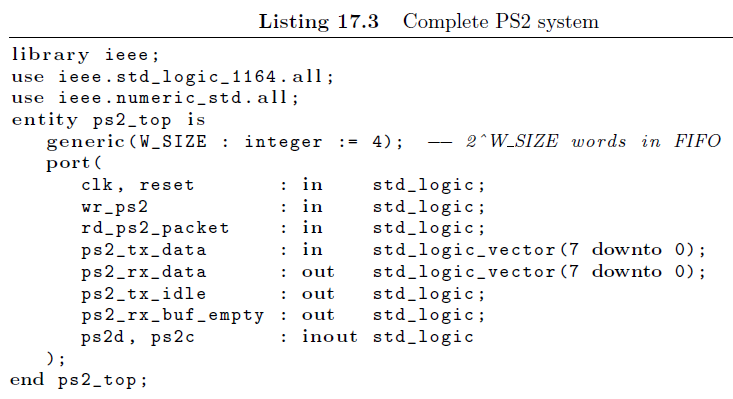 Listing 17.3 Complete PS2 system
library ieee;
use ieee.std_logic_1164.all;
use ieee.numeric_std.all;
entity ps2_top is
generic(W_SIZE : integer := 4); -- 2^W_SIZE words in FIFO
port(
clk, reset : in std_logic;
wr_ps2 : in std_logic;
rd_ps2_packet : in std_logic;
ps2_tx_data : in std_logic_vector(7 downto 0);
ps2_rx_data : out std_logic_vector(7 downto 0);
ps2_tx_idle : out std_logic;
ps2_rx_buf_empty : out std_logic;
ps2d, ps2c : inout std_logic
);
end ps2_top;